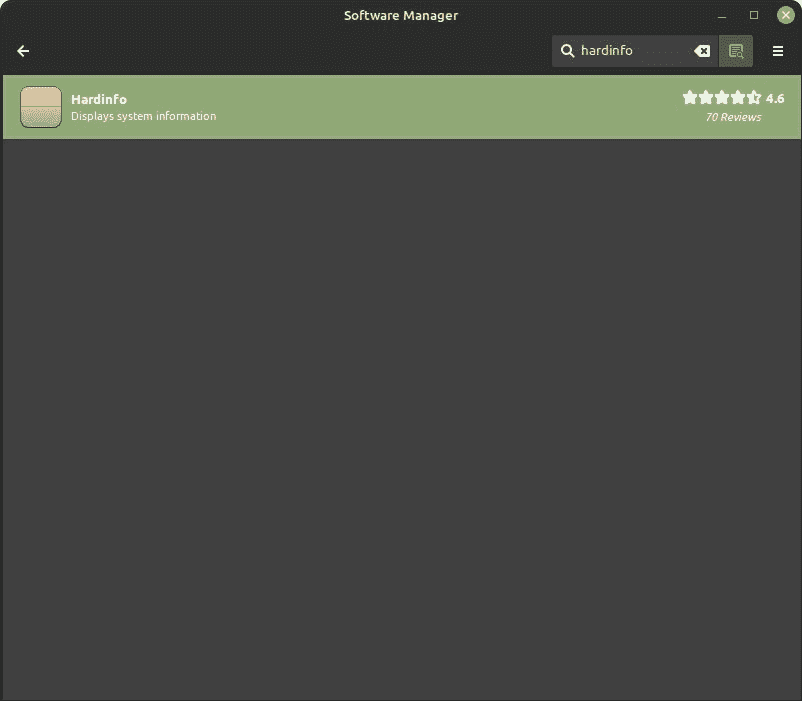 Software Manager
hardinfo
Hardinfo
4.6
Displays system information
70 Reviews